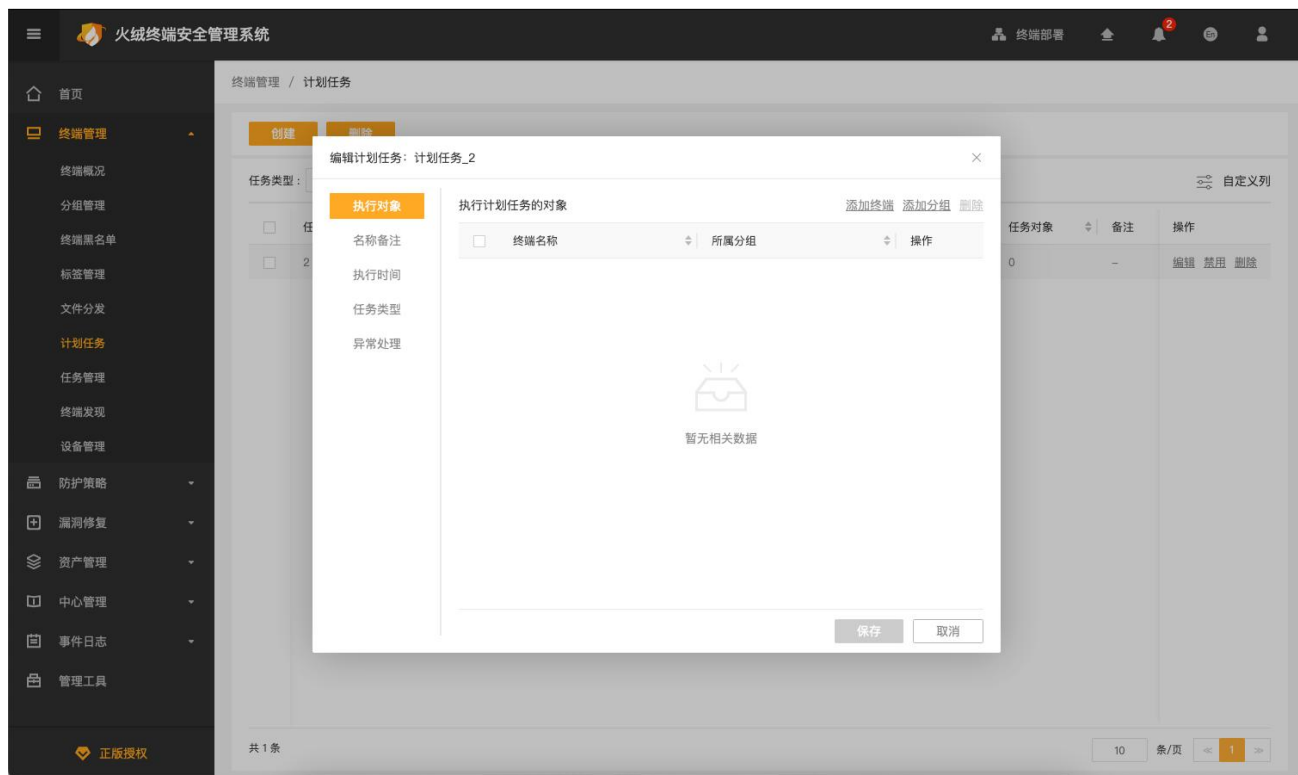 火绒终端安全管理系统
终端部署
2
En
首页
终端管理
终端概况
分组管理
终端黑名单
标签管理
文件分发
计划任务
任务管理
终端发现
设备管理
防护策略
漏洞修复
资产管理
中心管理
事件日志
管理工具
正版授权
终端管理 / 计划任务
创建 删除
任务类型：
自定义列
任 任务对象 备注 操作
2 0 – 编辑 禁用 删除
编辑计划任务：计划任务_2
执行对象
名称备注
执行时间
任务类型
异常处理
执行计划任务的对象 添加终端 添加分组 删除
终端名称 所属分组 操作
暂无相关数据
保存 取消
共 1 条
10 条/页 < 1 >